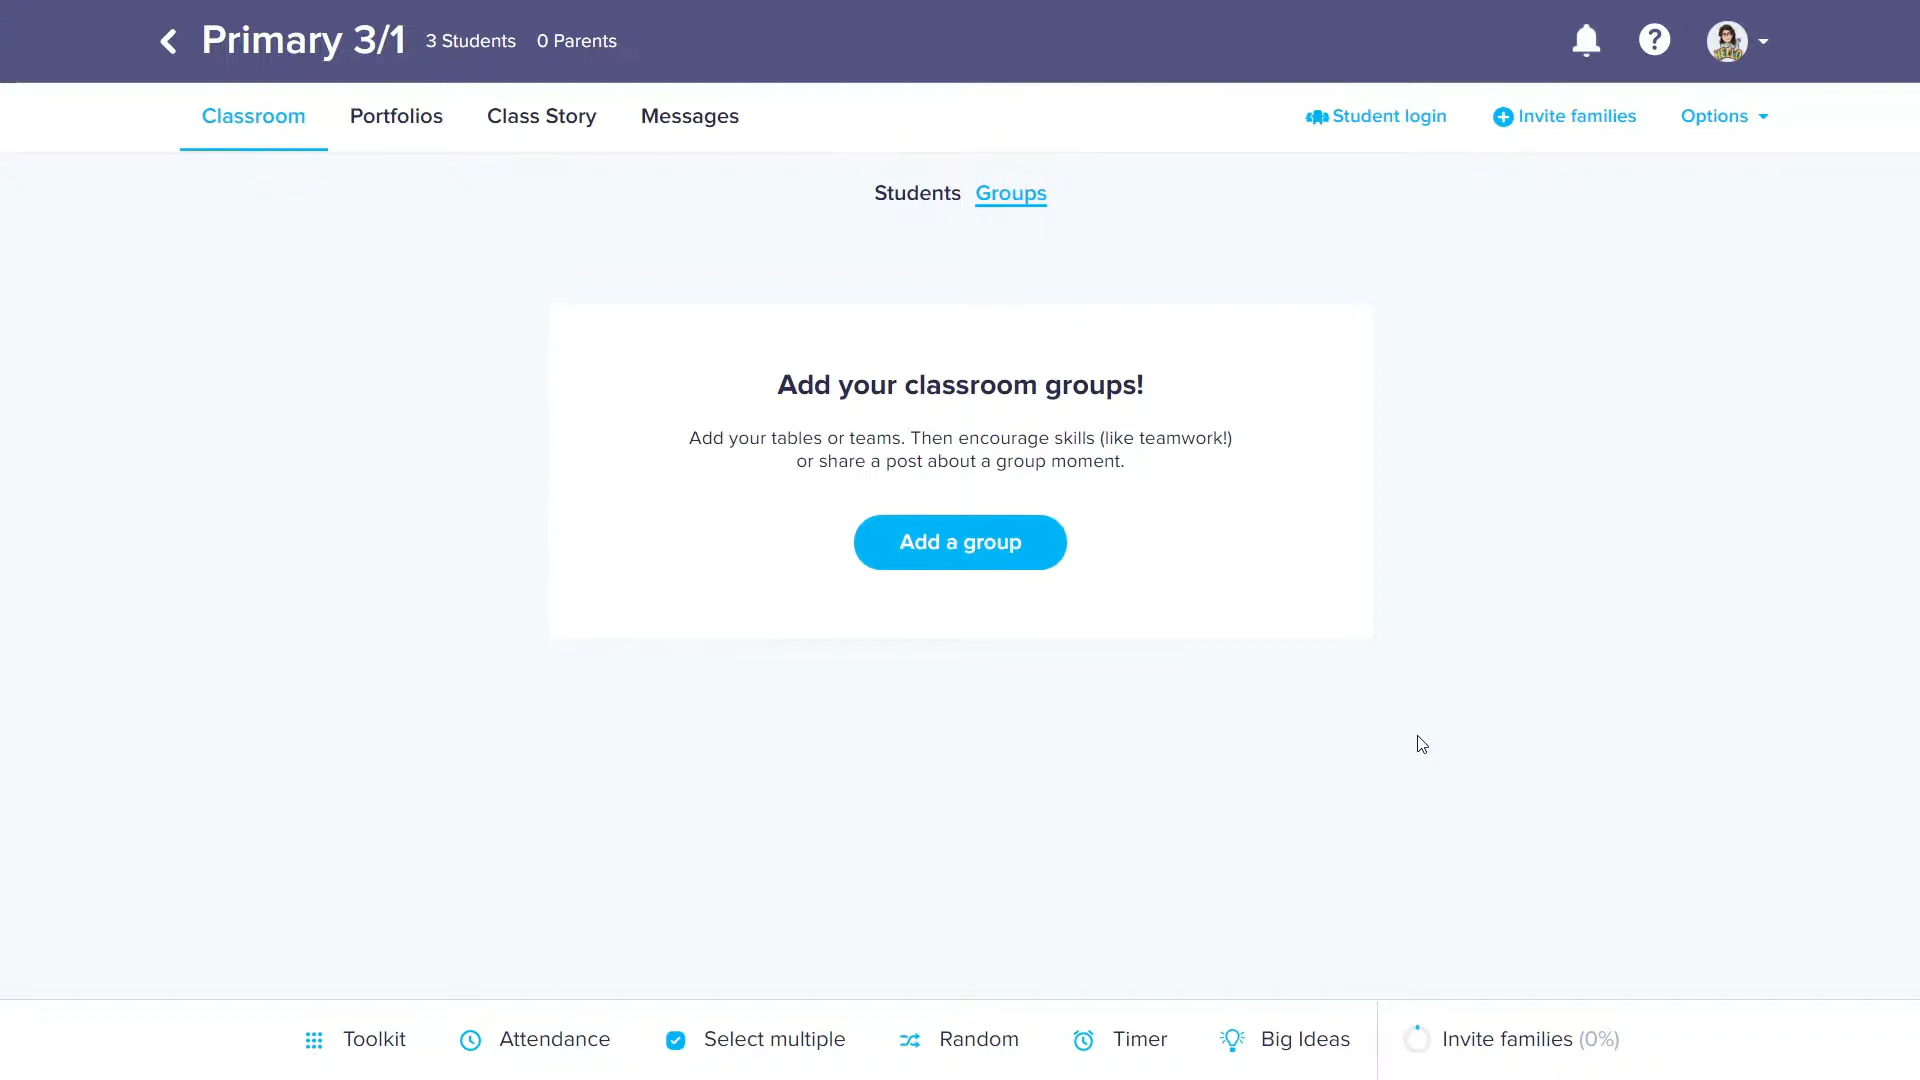 Primary 3/1 3 Students 0 Parents
Classroom Portfolios Class Story Messages Student login Invite families Options
Students Groups
Add your classroom groups!
Add your tables or teams. Then encourage skills (like teamwork!)
or share a post about a group moment.
Add a group
Toolkit Attendance Select multiple Random Timer Big Ideas Invite families (0%)